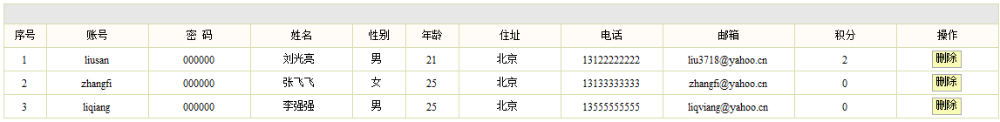 序号 账号 密 码 姓名 性别 年龄 住址 电话 邮箱 积分 操作
1 liusan 000000 刘光亮 男 21 北京 13122222222 liu3718@yahoo.cn 2 删除
2 zhangfi 000000 张飞飞 女 25 北京 13133333333 zhangfi@yahoo.cn 0 删除
3 liqiang 000000 李强强 男 25 北京 13555555555 liqviang@yahoo.cn 0 删除